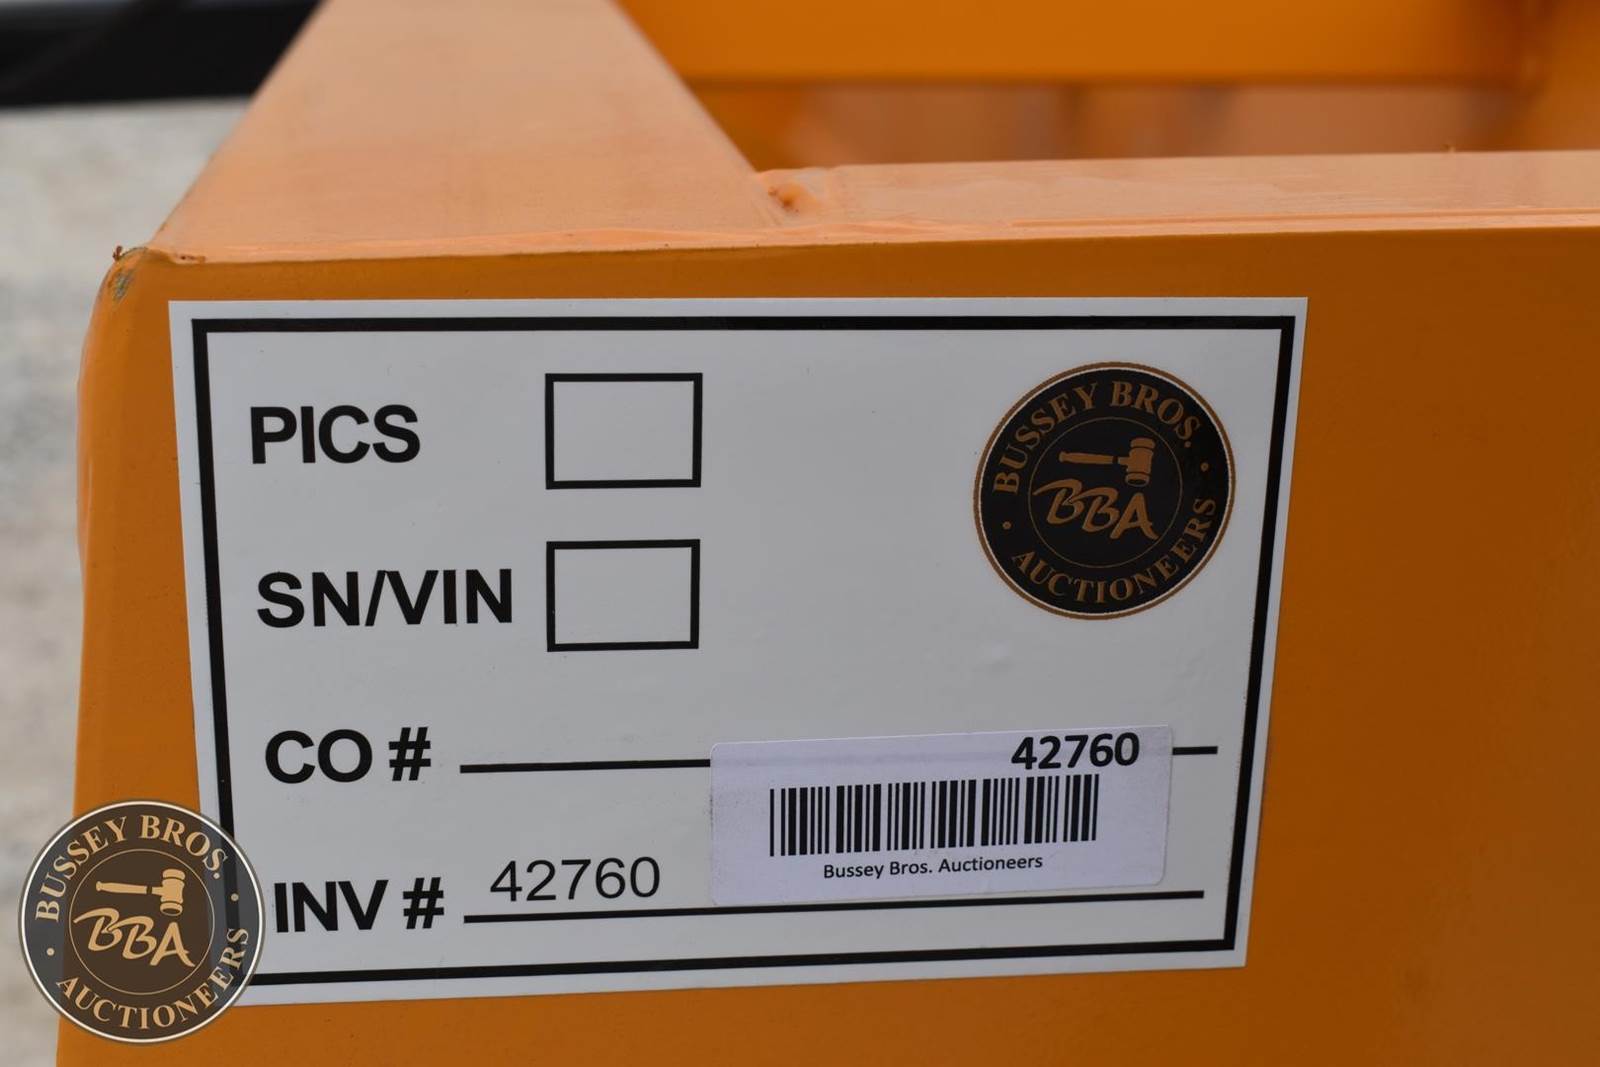 PICS
BUSSEY BROS.
BBA
AUCTIONEERS
SN/VIN
CO #
42760
Bussey Bros. Auctioneers
INV # 42760
BUSSEY BROS.
BBA
AUCTIONEERS